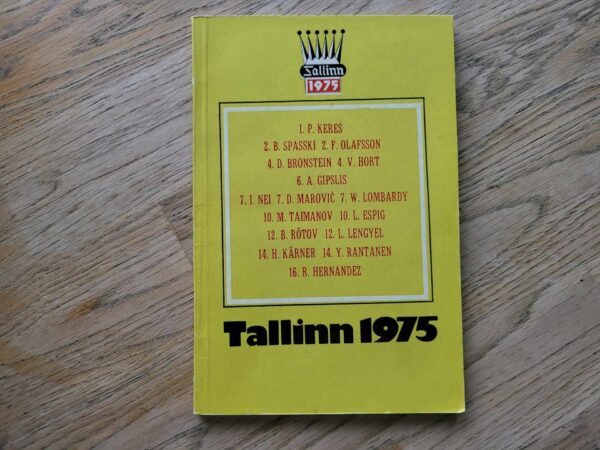 Tallinn
1975
1. P. KERES
2. B. SPASSKI 2. F. OLAFSSON
4. D. BRONSTEIN 4. V. HORT
6. A. GIPSLIS
7. I. NEI 7. D. MAROVIČ 7. W. LOMBARDY
10. M. TAIMANOV 10. L. ESPIG
12. B. RÕTOV 12. L. LENGYEL
14. H. KÄRNER 14. Y. RANTANEN
16. R. HERNANDEZ
Tallinn 1975